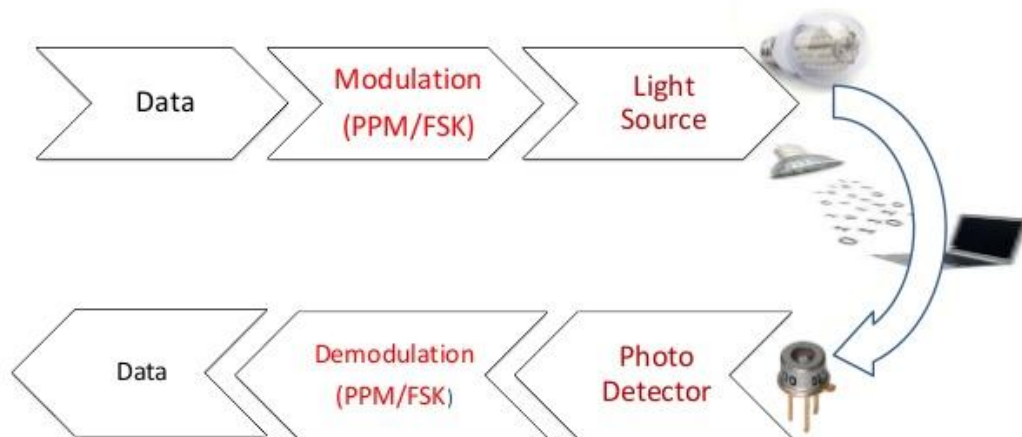 Data
Modulation
(PPM/FSK)
Light
Source
Data
Demodulation
(PPM/FSK)
Photo
Detector